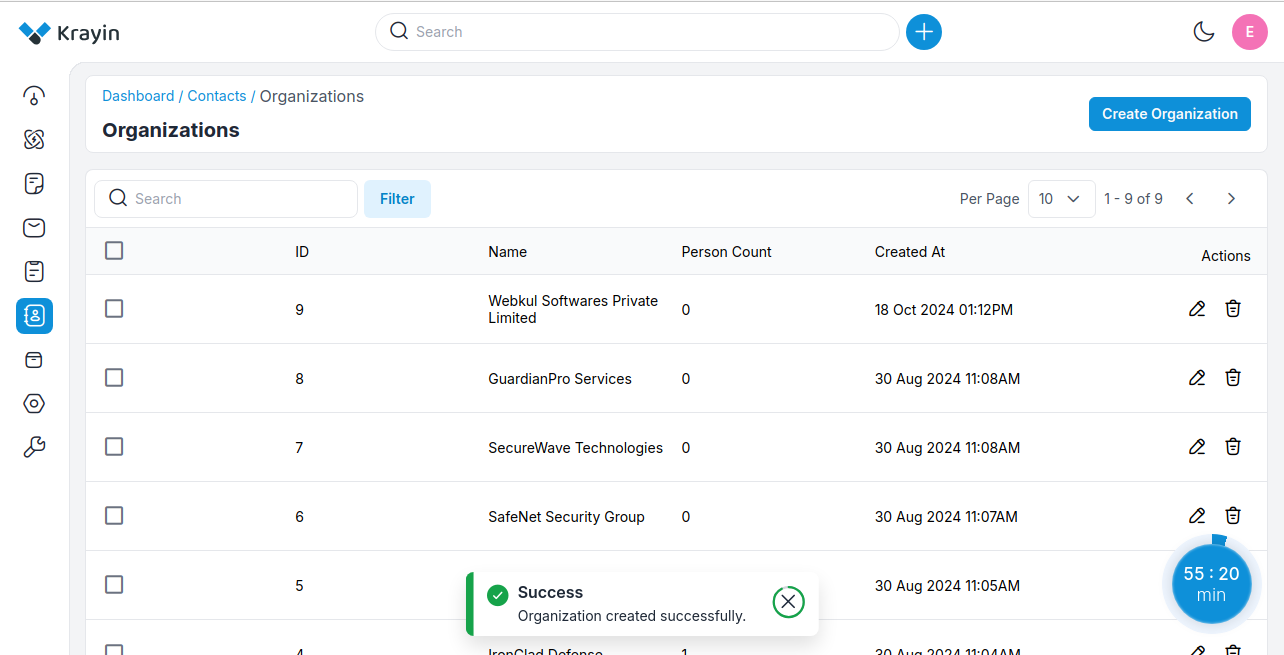 Krayin
Search
E
Dashboard / Contacts / Organizations
Organizations
Create Organization
Search
Filter
Per Page
10
1 - 9 of 9
ID Name Person Count Created At Actions
9 Webkul Softwares Private Limited 0 18 Oct 2024 01:12PM
8 GuardianPro Services 0 30 Aug 2024 11:08AM
7 SecureWave Technologies 0 30 Aug 2024 11:08AM
6 SafeNet Security Group 0 30 Aug 2024 11:07AM
5 30 Aug 2024 11:05AM
4 IronClad Defense 1 30 Aug 2024 11:04AM
Success
Organization created successfully.
55 : 20
min